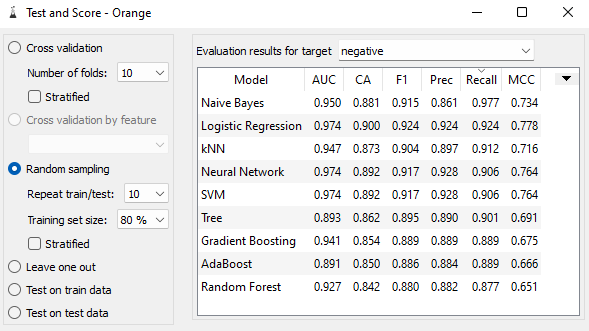 Test and Score - Orange
Cross validation
Number of folds: 10
Stratified
Cross validation by feature
Random sampling
Repeat train/test: 10
Training set size: 80 %
Stratified
Leave one out
Test on train data
Test on test data
Evaluation results for target negative
Model AUC CA F1 Prec Recall MCC
Naive Bayes 0.950 0.881 0.915 0.861 0.977 0.734
Logistic Regression 0.974 0.900 0.924 0.924 0.924 0.778
kNN 0.947 0.873 0.904 0.897 0.912 0.716
Neural Network 0.974 0.892 0.917 0.928 0.906 0.764
SVM 0.974 0.892 0.917 0.928 0.906 0.764
Tree 0.893 0.862 0.895 0.890 0.901 0.691
Gradient Boosting 0.941 0.854 0.889 0.889 0.889 0.675
AdaBoost 0.891 0.850 0.886 0.884 0.889 0.666
Random Forest 0.927 0.842 0.880 0.882 0.877 0.651